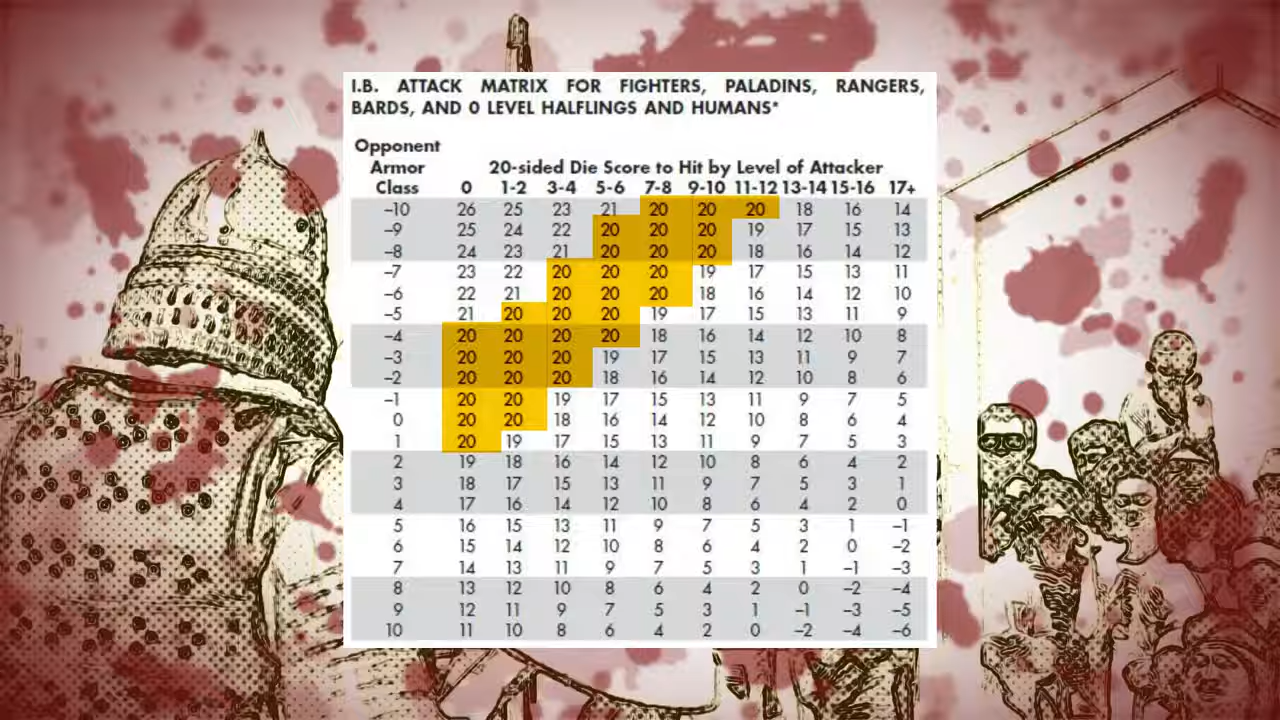 I.B. ATTACK MATRIX FOR FIGHTERS, PALADINS, RANGERS,
BARDS, AND 0 LEVEL HALFLINGS AND HUMANS*
Opponent
Armor 20-sided Die Score to Hit by Level of Attacker
Class 0 1-2 3-4 5-6 7-8 9-10 11-12 13-14 15-16 17+
–10 26 25 23 21 20 20 20 18 16 14
–9 25 24 22 20 20 20 19 17 15 13
–8 24 23 21 20 20 20 18 16 14 12
–7 23 22 20 20 20 19 17 15 13 11
–6 22 21 20 20 20 18 16 14 12 10
–5 21 20 20 20 19 17 15 13 11 9
–4 20 20 20 20 18 16 14 12 10 8
–3 20 20 20 19 17 15 13 11 9 7
–2 20 20 20 18 16 14 12 10 8 6
–1 20 20 19 17 15 13 11 9 7 5
0 20 20 18 16 14 12 10 8 6 4
1 20 19 17 15 13 11 9 7 5 3
2 19 18 16 14 12 10 8 6 4 2
3 18 17 15 13 11 9 7 5 3 1
4 17 16 14 12 10 8 6 4 2 0
5 16 15 13 11 9 7 5 3 1 –1
6 15 14 12 10 8 6 4 2 0 –2
7 14 13 11 9 7 5 3 1 –1 –3
8 13 12 10 8 6 4 2 0 –2 –4
9 12 11 9 7 5 3 1 –1 –3 –5
10 11 10 8 6 4 2 0 –2 –4 –6